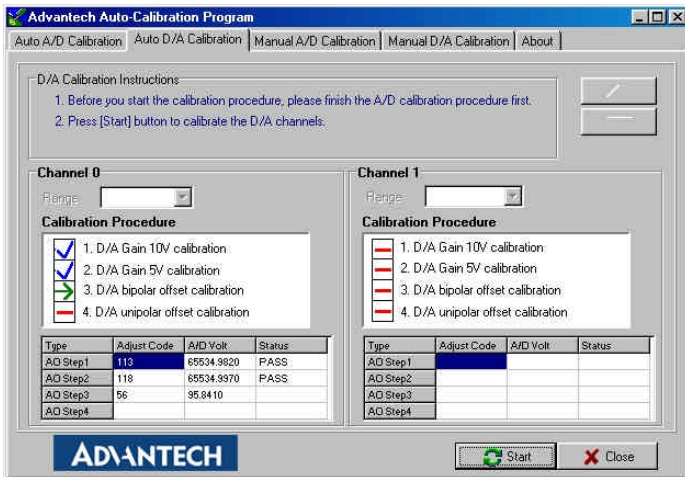 Advantech Auto-Calibration Program
Auto A/D Calibration Auto D/A Calibration Manual A/D Calibration Manual D/A Calibration About
D/A Calibration Instructions
1. Before you start the calibration procedure, please finish the A/D calibration procedure first.
2. Press [Start] button to calibrate the D/A channels.
Channel 0
Range
Calibration Procedure
1. D/A Gain 10V calibration
2. D/A Gain 5V calibration
3. D/A bipolar offset calibration
4. D/A unipolar offset calibration
Type Adjust Code A/D Volt Status
AO Step1 113 65534.9820 PASS
AO Step2 118 65534.9970 PASS
AO Step3 56 95.8410
AO Step4
Channel 1
Range
Calibration Procedure
1. D/A Gain 10V calibration
2. D/A Gain 5V calibration
3. D/A bipolar offset calibration
4. D/A unipolar offset calibration
Type Adjust Code A/D Volt Status
AO Step1
AO Step2
AO Step3
AO Step4
ADVANTECH
Start
Close